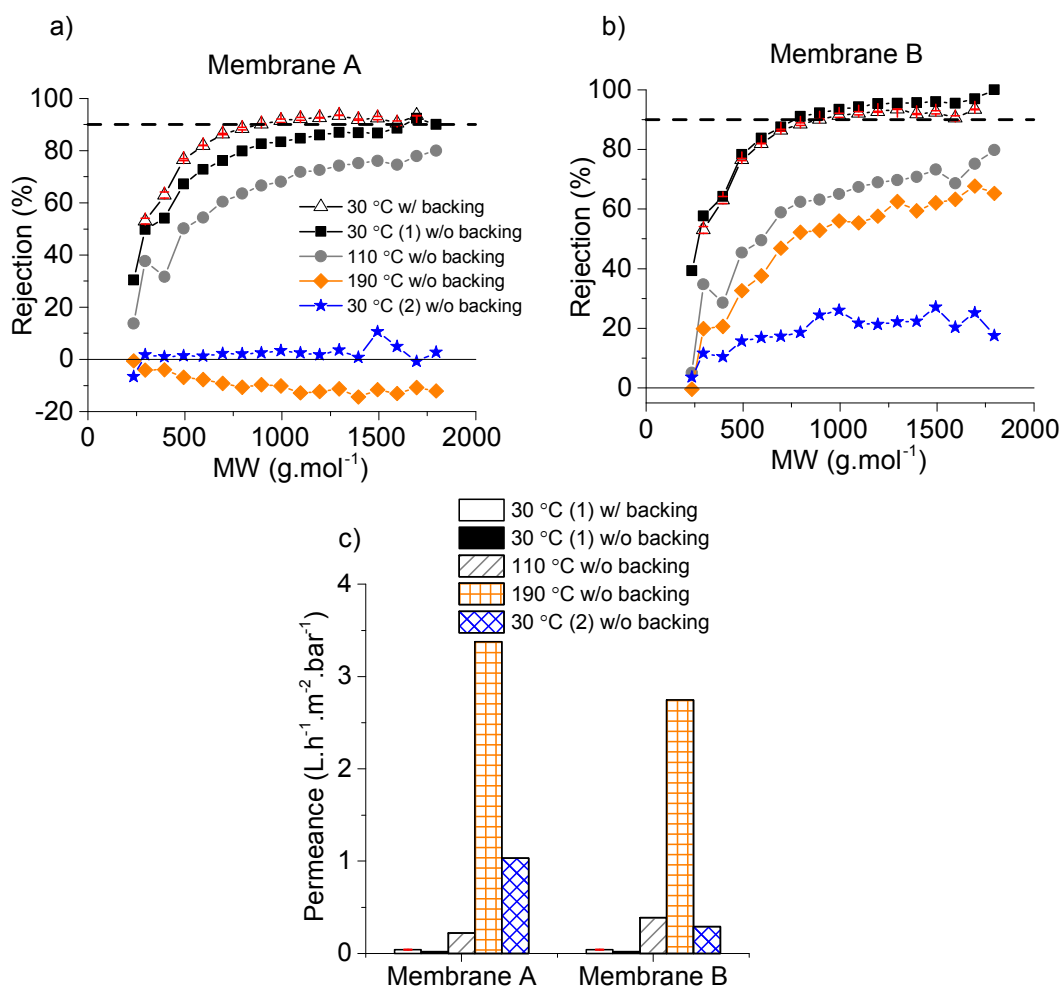 a)
Membrane A
100
80
60
40
20
0
-20
Rejection (%)
30 °C w/ backing
30 °C (1) w/o backing
110 °C w/o backing
190 °C w/o backing
30 °C (2) w/o backing
0
500
1000
1500
2000
MW (g.mol⁻¹)
b)
Membrane B
100
80
60
40
20
0
Rejection (%)
0
500
1000
1500
2000
MW (g.mol⁻¹)
c)
30 °C (1) w/ backing
30 °C (1) w/o backing
110 °C w/o backing
190 °C w/o backing
30 °C (2) w/o backing
4
3
2
1
0
Permeance (L.h⁻¹.m⁻².bar⁻¹)
Membrane A
Membrane B